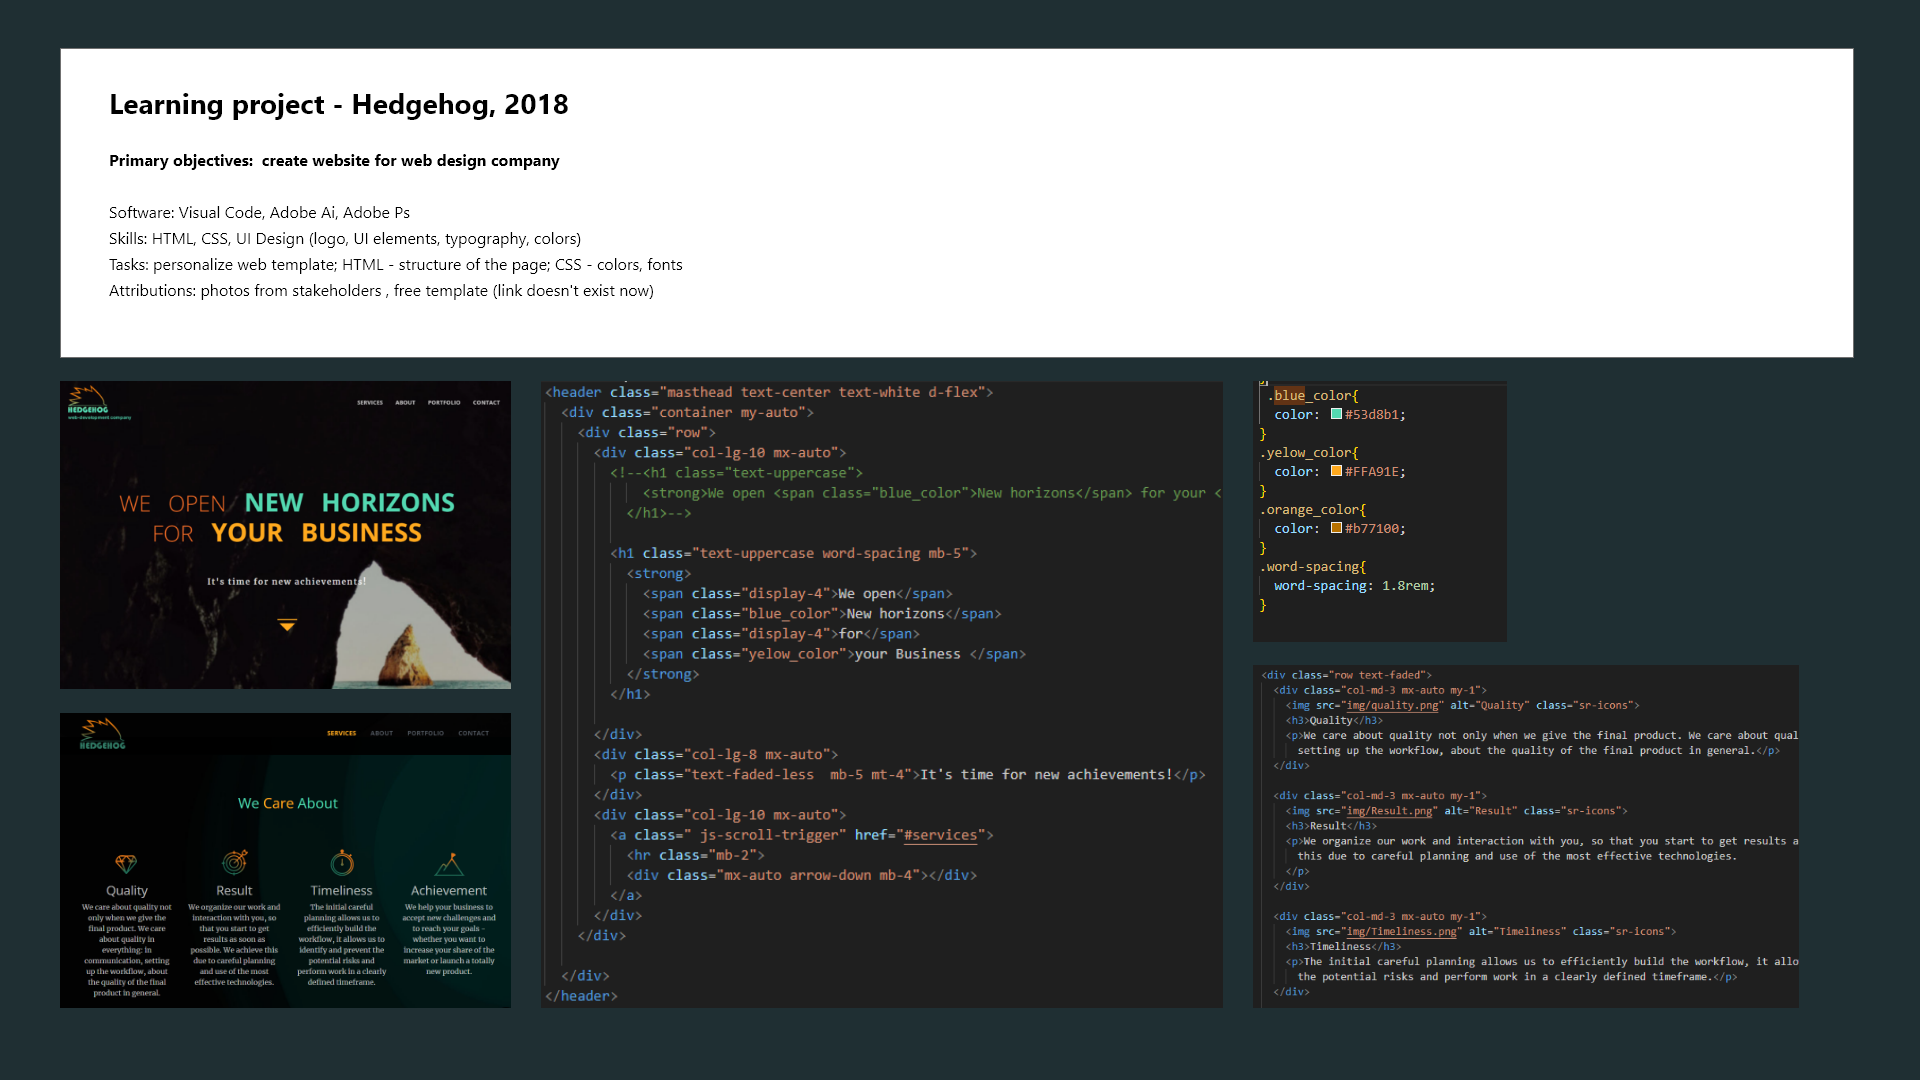 Learning project - Hedgehog, 2018
Primary objectives:  create website for web design company
Software: Visual Code, Adobe Ai, Adobe Ps
Skills: HTML, CSS, UI Design (logo, UI elements, typography, colors)
Tasks: personalize web template; HTML - structure of the page; CSS - colors, fonts
Attributions: photos from stakeholders , free template (link doesn't exist now)
HEDGEHOG
web-development company
SERVICES ABOUT PORTFOLIO CONTACT
WE OPEN NEW HORIZONS
FOR YOUR BUSINESS
It's time for new achievements!
HEDGEHOG
SERVICES ABOUT PORTFOLIO CONTACT
We Care About
Quality
We care about quality not
only when we give the
final product. We care
about quality in
everything: in
communication, setting
up the workflow, about
the quality of the final
product in general.
Result
We organize our work and
interaction with you, so
that you start to get
results as soon as
possible. We achieve this
due to careful planning
and use of the most
effective technologies.
Timeliness
The initial careful
planning allows us to
efficiently build the
workflow, it allows us to
identify and prevent the
potential risks and
perform work in a clearly
defined timeframe.
Achievement
We help your business to
accept new challenges and
to reach your goals -
whether you want to
increase your share of the
market or launch a totally
new product.
<header class="masthead text-center text-white d-flex">
<div class="container my-auto">
<div class="row">
<div class="col-lg-10 mx-auto">
<!--<h1 class="text-uppercase">
<strong>We open <span class="blue_color">New horizons</span> for your <
</h1>-->
<h1 class="text-uppercase word-spacing mb-5">
<strong>
<span class="display-4">We open</span>
<span class="blue_color">New horizons</span>
<span class="display-4">for</span>
<span class="yelow_color">your Business </span>
</strong>
</h1>
</div>
<div class="col-lg-8 mx-auto">
<p class="text-faded-less  mb-5 mt-4">It's time for new achievements!</p>
</div>
<div class="col-lg-10 mx-auto">
<a class=" js-scroll-trigger" href="#services">
<hr class="mb-2">
<div class="mx-auto arrow-down mb-4"></div>
</a>
</div>
</div>
</div>
</header>
.blue_color{
color: #53d8b1;
}
.yelow_color{
color: #FFA91E;
}
.orange_color{
color: #b77100;
}
.word-spacing{
word-spacing: 1.8rem;
}
<div class="row text-faded">
<div class="col-md-3 mx-auto my-1">
<img src="img/quality.png" alt="Quality" class="sr-icons">
<h3>Quality</h3>
<p>We care about quality not only when we give the final product. We care about qual
setting up the workflow, about the quality of the final product in general.</p>
</div>
<div class="col-md-3 mx-auto my-1">
<img src="img/Result.png" alt="Result" class="sr-icons">
<h3>Result</h3>
<p>We organize our work and interaction with you, so that you start to get results a
this due to careful planning and use of the most effective technologies.
</p>
</div>
<div class="col-md-3 mx-auto my-1">
<img src="img/Timeliness.png" alt="Timeliness" class="sr-icons">
<h3>Timeliness</h3>
<p>The initial careful planning allows us to efficiently build the workflow, it allo
the potential risks and perform work in a clearly defined timeframe.</p>
</div>